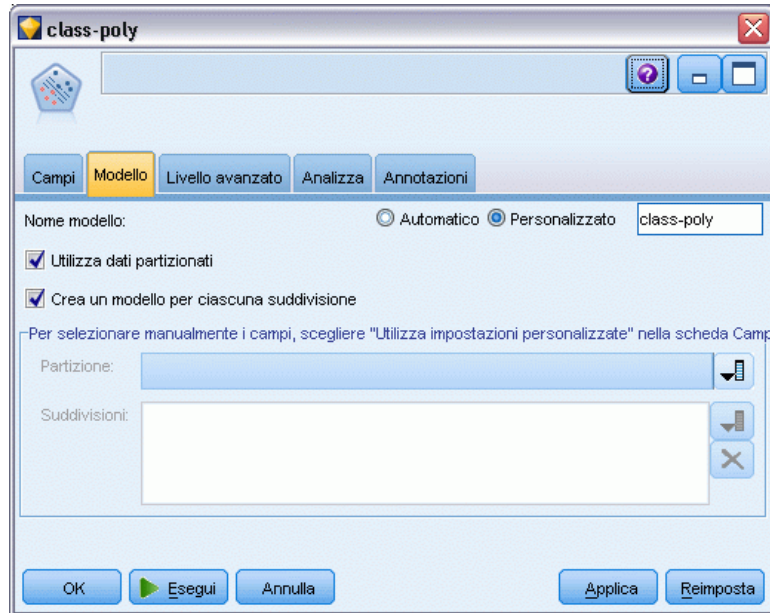 class-poly
Campi
Modello
Livello avanzato
Analizza
Annotazioni
Nome modello:
Automatico
Personalizzato
class-poly
Utilizza dati partizionati
Crea un modello per ciascuna suddivisione
Per selezionare manualmente i campi, scegliere "Utilizza impostazioni personalizzate" nella scheda Camp
Partizione:
Suddivisioni:
OK
Esegui
Annulla
Applica
Reimposta